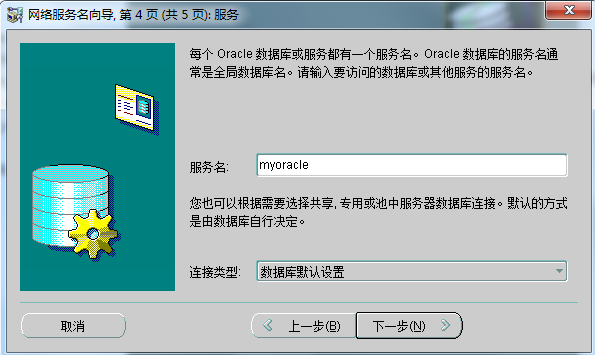 网络服务名向导, 第 4 页 (共 5 页): 服务
每个 Oracle 数据库或服务都有一个服务名。Oracle 数据库的服务名通
常是全局数据库名。请输入要访问的数据库或其他服务的服务名。
服务名: myoracle
您也可以根据需要选择共享, 专用或池中服务器数据库连接。默认的方式
是由数据库自行决定。
连接类型: 数据库默认设置
取消 上一步(B) 下一步(N)